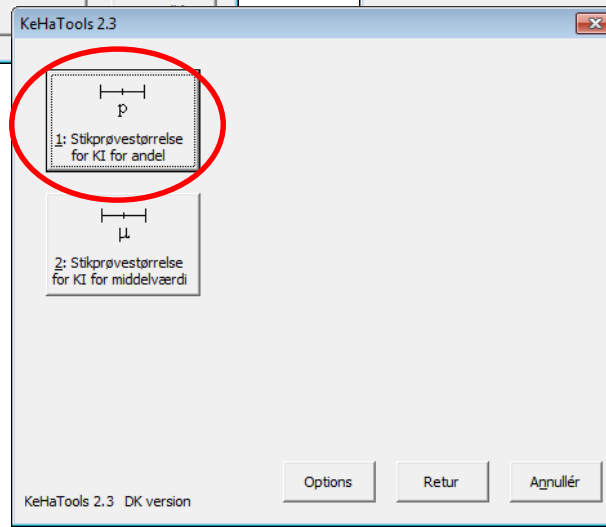 KeHaTools 2.3
p
1: Stikprøvestørrelse
for KI for andel
μ
2: Stikprøvestørrelse
for KI for middelværdi
Options
Retur
Annullér
KeHaTools 2.3 DK version